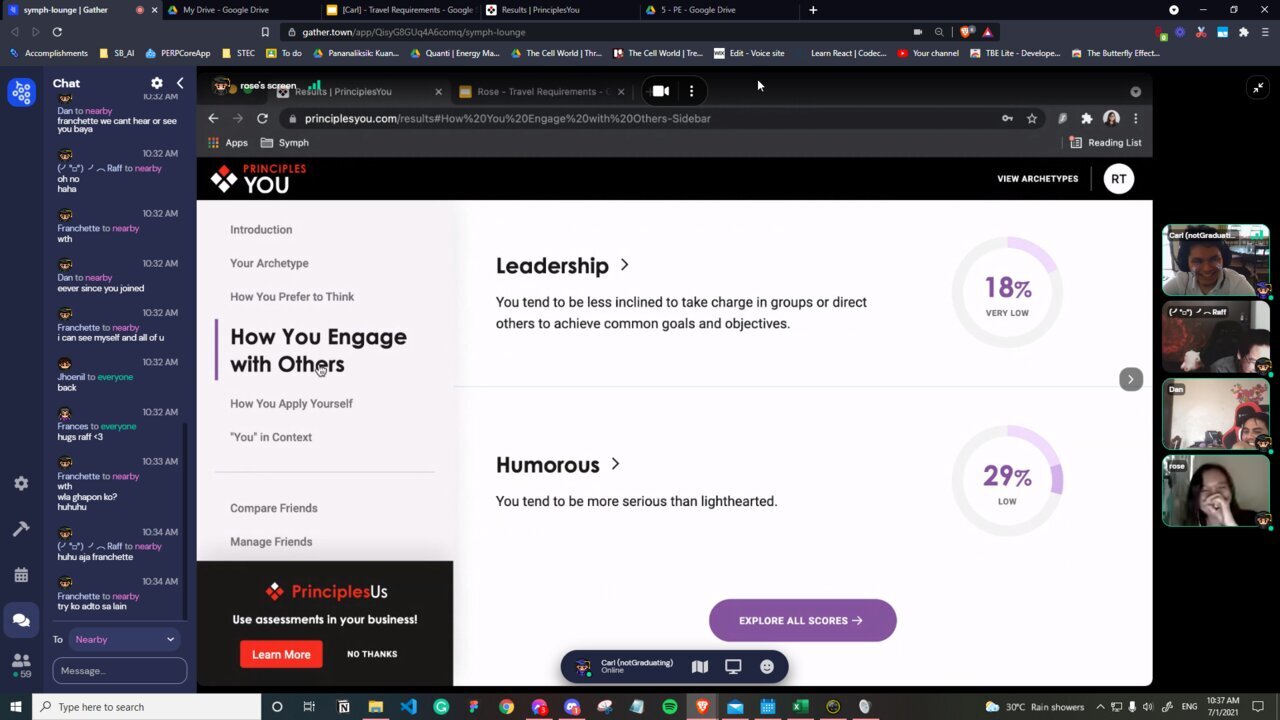 symph-lounge | Gather
My Drive - Google Drive
[Carl] - Travel Requirements - Google
Results | PrinciplesYou
5 - PE - Google Drive
gather.town/app/QisyG8GUq4A6comq/symph-lounge
Accomplishments
SB_AI
PERPCoreApp
STEC
To do
Pananaliksik: Kuan...
Quanti | Energy Ma...
The Cell World | Thr...
The Cell World | Tre...
Edit - Voice site
Learn React | Codec...
Your channel
TBE Lite - Develope...
The Butterfly Effect...
Chat
10:32 AM
Dan to nearby
franchette we cant hear or see
you baya
10:32 AM
(╯°□°)╯︵ Raff to nearby
oh no
haha
10:32 AM
Franchette to nearby
wth
10:32 AM
Dan to nearby
eever since you joined
10:32 AM
Franchette to nearby
i can see myself and all of u
10:32 AM
Jhoenil to everyone
back
10:32 AM
Frances to everyone
hugs raff <3
10:33 AM
Franchette to nearby
wth
wla ghapon ko?
huhuhu
10:34 AM
(╯°□°)╯︵ Raff to nearby
huhu aja franchette
10:34 AM
Franchette to nearby
try ko adto sa lain
To Nearby
Message...
59
rose's screen
Results | PrinciplesYou
Rose - Travel Requirements - G
principlesyou.com/results#How%20You%20Engage%20with%20Others-Sidebar
Apps
Symph
Reading List
PRINCIPLES
YOU
VIEW ARCHETYPES
RT
Introduction
Your Archetype
How You Prefer to Think
How You Engage
with Others
How You Apply Yourself
"You" in Context
Compare Friends
Manage Friends
PrinciplesUs
Use assessments in your business!
Learn More
NO THANKS
Leadership
You tend to be less inclined to take charge in groups or direct
others to achieve common goals and objectives.
18%
VERY LOW
Humorous
You tend to be more serious than lighthearted.
29%
LOW
EXPLORE ALL SCORES
Carl (notGraduating)
Online
Carl (notGraduati...
(╯°□°)╯︵ Raff
Dan
rose
Type here to search
30°C Rain showers
10:37 AM
7/1/2021